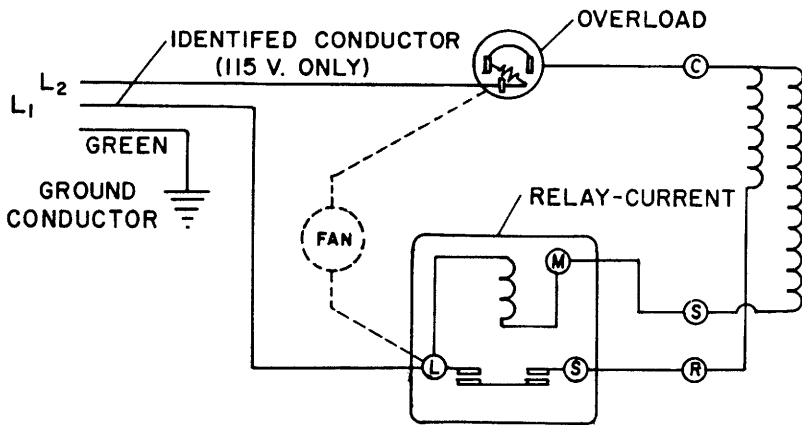 OVERLOAD
IDENTIFED CONDUCTOR
(115 V. ONLY)
L2
L1
C
GREEN
GROUND
CONDUCTOR
RELAY-CURRENT
FAN
M
S
L
S
R